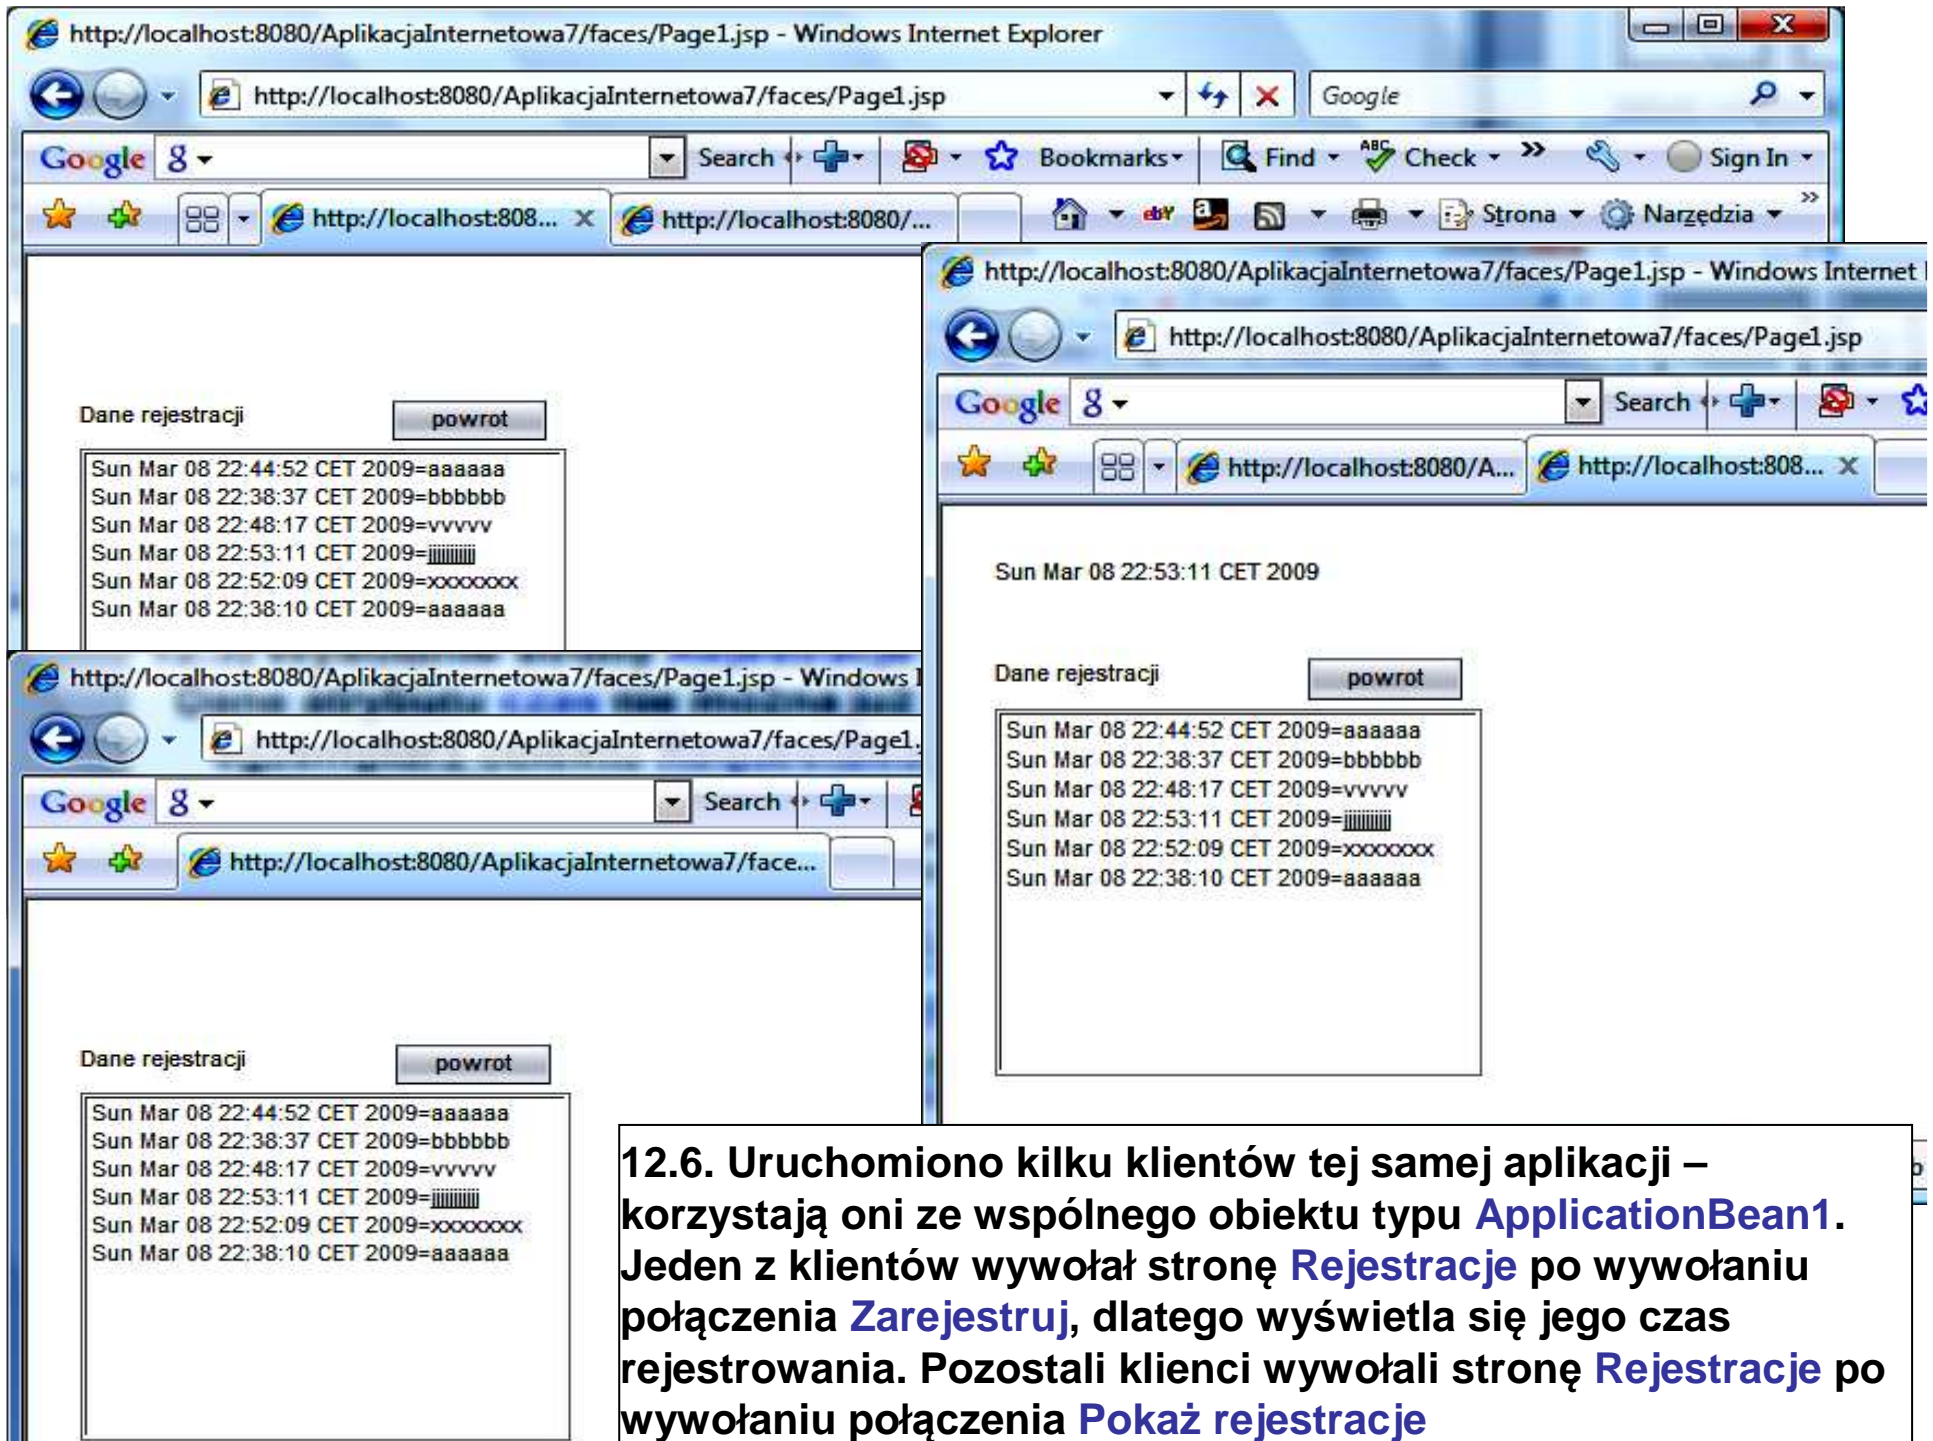 http://localhost:8080/AplikacjaInternetowa7/faces/Page1.jsp - Windows Internet Explorer
http://localhost:8080/AplikacjaInternetowa7/faces/Page1.jsp
Google
Google
Search
Bookmarks
Find
ABC
Check
Sign In
http://localhost:808...
http://localhost:8080/...
Strona
Narzędzia
Dane rejestracji
powrot
Sun Mar 08 22:44:52 CET 2009=aaaaaa
Sun Mar 08 22:38:37 CET 2009=bbbbbb
Sun Mar 08 22:48:17 CET 2009=vvvvv
Sun Mar 08 22:53:11 CET 2009=
Sun Mar 08 22:52:09 CET 2009=xxxxxxx
Sun Mar 08 22:38:10 CET 2009=aaaaaa
http://localhost:8080/AplikacjaInternetowa7/faces/Page1.jsp - Windows Internet
http://localhost:8080/AplikacjaInternetowa7/faces/Page1.jsp
Google
Search
http://localhost:8080/A...
http://localhost:808...
Sun Mar 08 22:53:11 CET 2009
Dane rejestracji
powrot
Sun Mar 08 22:44:52 CET 2009=aaaaaa
Sun Mar 08 22:38:37 CET 2009=bbbbbb
Sun Mar 08 22:48:17 CET 2009=vvvvv
Sun Mar 08 22:53:11 CET 2009=
Sun Mar 08 22:52:09 CET 2009=xxxxxxx
Sun Mar 08 22:38:10 CET 2009=aaaaaa
http://localhost:8080/AplikacjaInternetowa7/faces/Page1.jsp - Windows
http://localhost:8080/AplikacjaInternetowa7/faces/Page1.
Google
Search
http://localhost:8080/AplikacjaInternetowa7/face...
Dane rejestracji
powrot
Sun Mar 08 22:44:52 CET 2009=aaaaaa
Sun Mar 08 22:38:37 CET 2009=bbbbbb
Sun Mar 08 22:48:17 CET 2009=vvvvv
Sun Mar 08 22:53:11 CET 2009=
Sun Mar 08 22:52:09 CET 2009=xxxxxxx
Sun Mar 08 22:38:10 CET 2009=aaaaaa
12.6. Uruchomiono kilku klientów tej samej aplikacji –
korzystają oni ze wspólnego obiektu typu ApplicationBean1.
Jeden z klientów wywołał stronę Rejestracje po wywołaniu
połączenia Zarejestruj, dlatego wyświetla się jego czas
rejestrowania. Pozostali klienci wywołali stronę Rejestracje po
wywołaniu połączenia Pokaż rejestracje